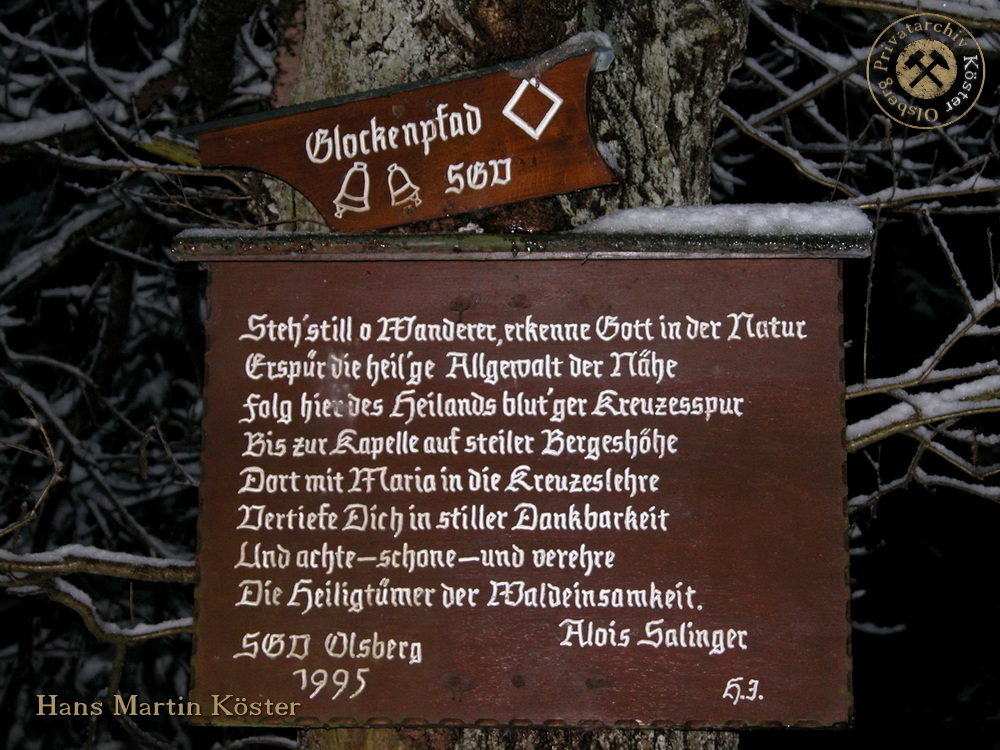 Glockenpfad
SGV
Steh' still o Wanderer, erkenne Gott in der Natur
Erspür die heil'ge Allgewalt der Nähe
Folg hier des Heilands blut'ger Kreuzesspur
Bis zur Kapelle auf steiler Bergeshöhe
Dort mit Maria in die Kreuzeslehre
Vertiefe Dich in stiller Dankbarkeit
Und achte–schone–und verehre
Die Heiligtümer der Waldeinsamkeit.
Alois Salinger
SGV Olsberg
1995
H.J.
Hans Martin Köster
Privatarchiv Köster Olsberg